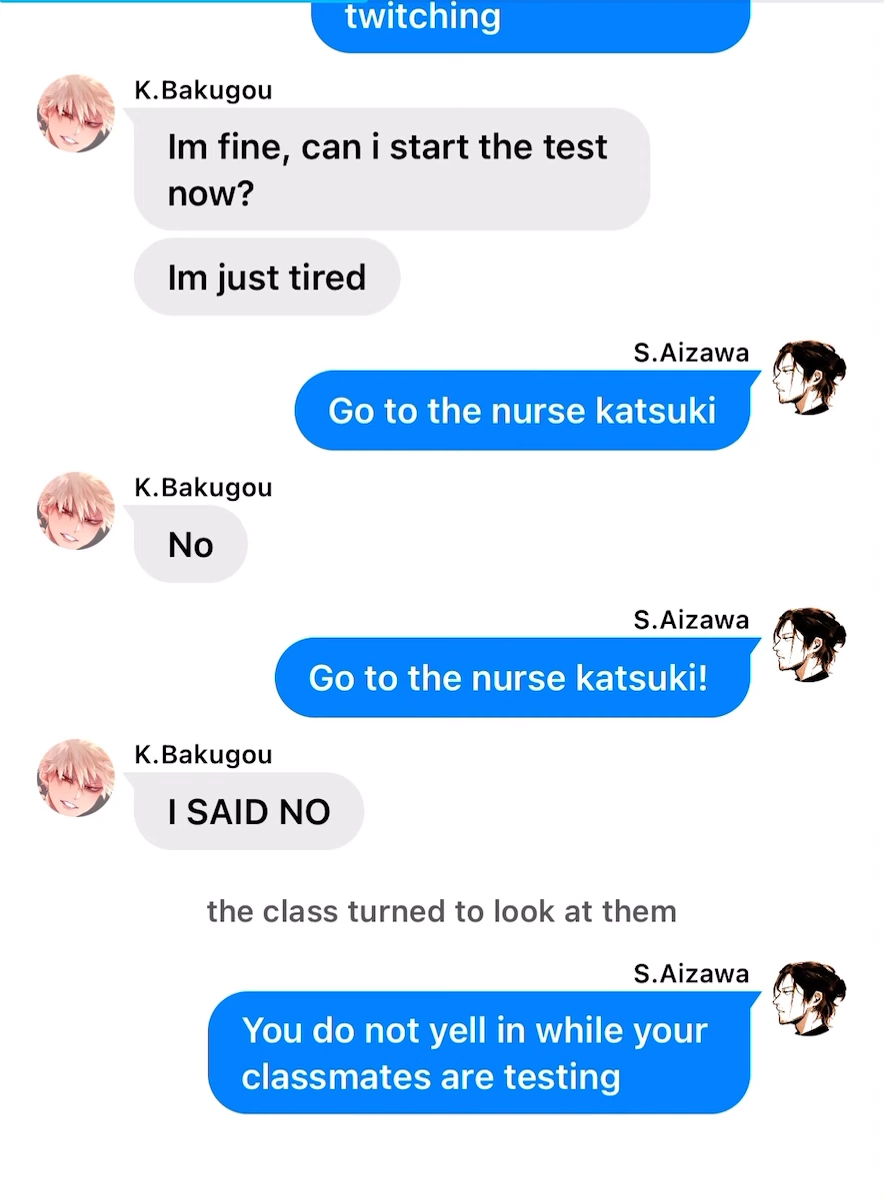 twitching
K.Bakugou
Im fine, can i start the test
now?
Im just tired
S.Aizawa
Go to the nurse katsuki
K.Bakugou
No
S.Aizawa
Go to the nurse katsuki!
K.Bakugou
I SAID NO
the class turned to look at them
S.Aizawa
You do not yell in while your
classmates are testing